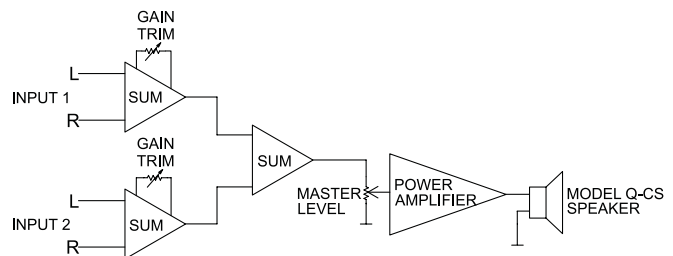 GAIN
TRIM
L
INPUT 1
SUM
R
GAIN
TRIM
SUM
L
INPUT 2
SUM
R
MASTER
LEVEL
POWER
AMPLIFIER
MODEL Q-CS
SPEAKER